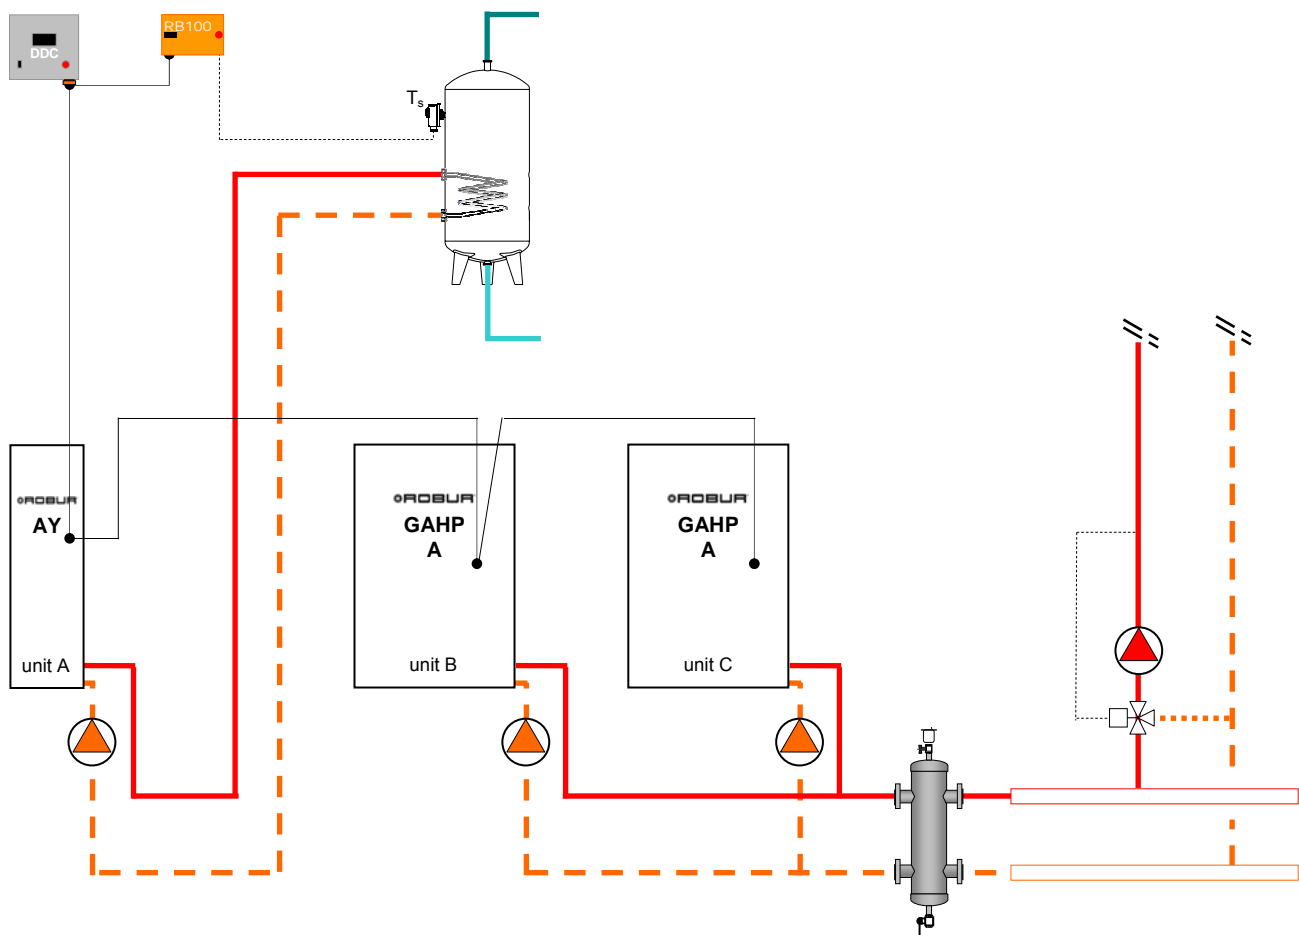 RB100
DDC
Ts
ROBUR
AY
ROBUR
GAHP
A
ROBUR
GAHP
A
unit A
unit B
unit C